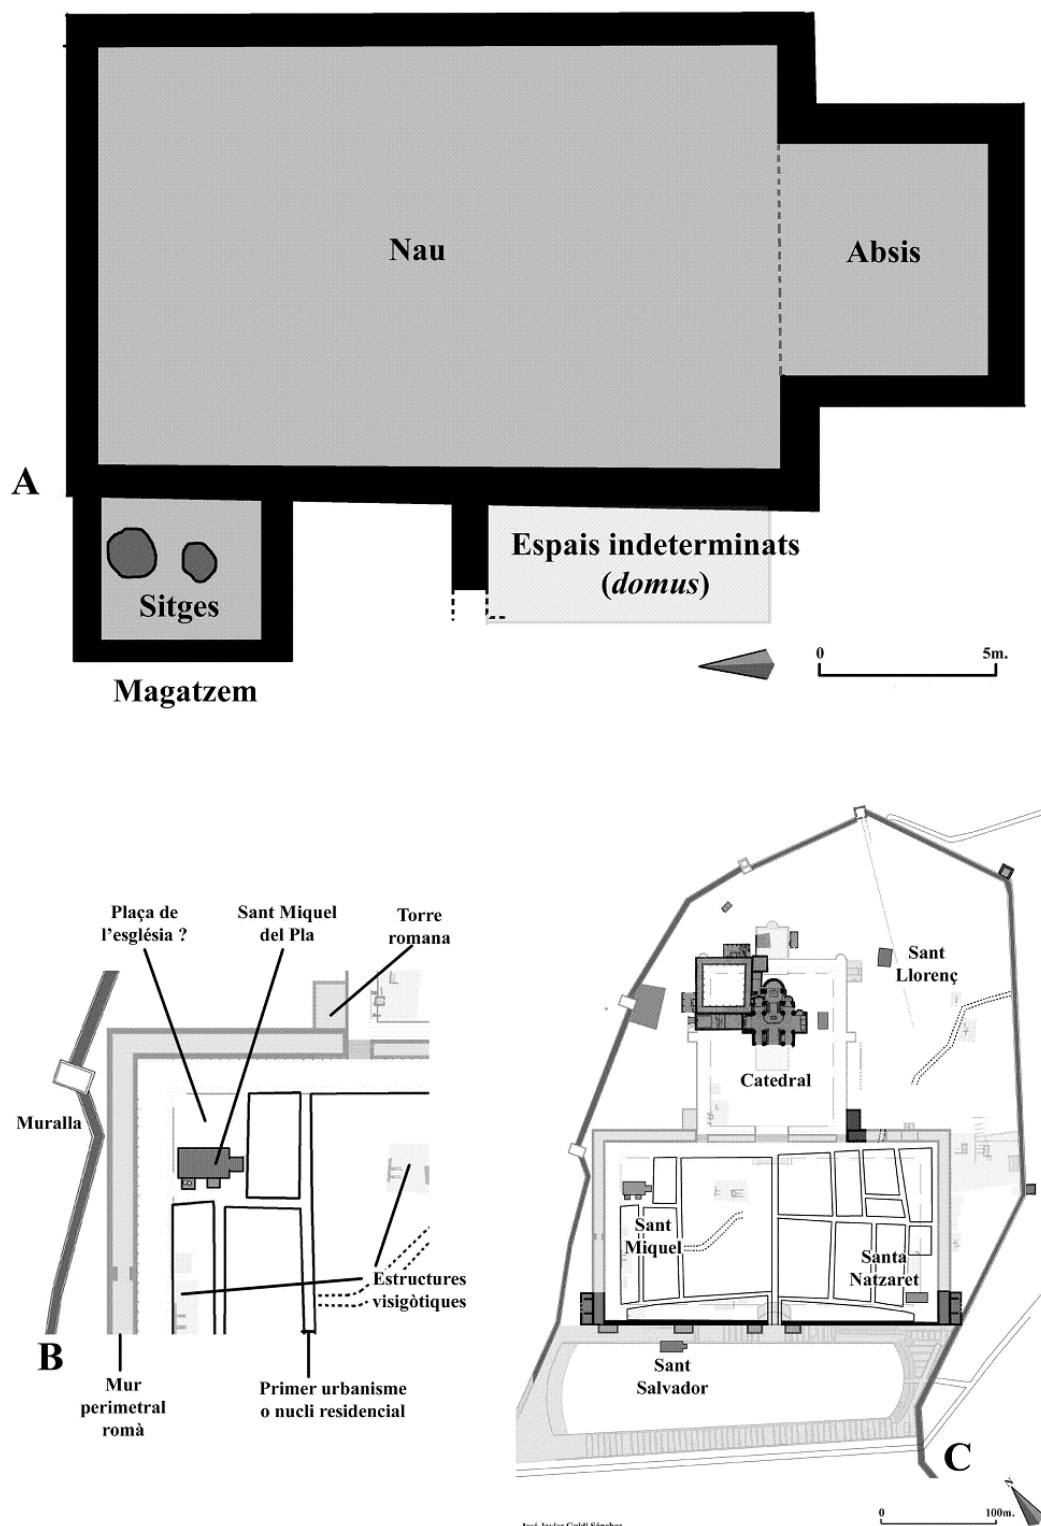 Nau
Absis
A
Espais indeterminats
(domus)
Sitges
0 5m.
Magatzem
Plaça de
l'església ?
Sant Miquel
del Pla
Torre
romana
Muralla
Estructures
visigòtiques
B
Mur
perimetral
romà
Primer urbanisme
o nucli residencial
Sant
Llorenç
Catedral
Sant
Miquel
Santa
Natzaret
Sant
Salvador
C
N
0 100m.